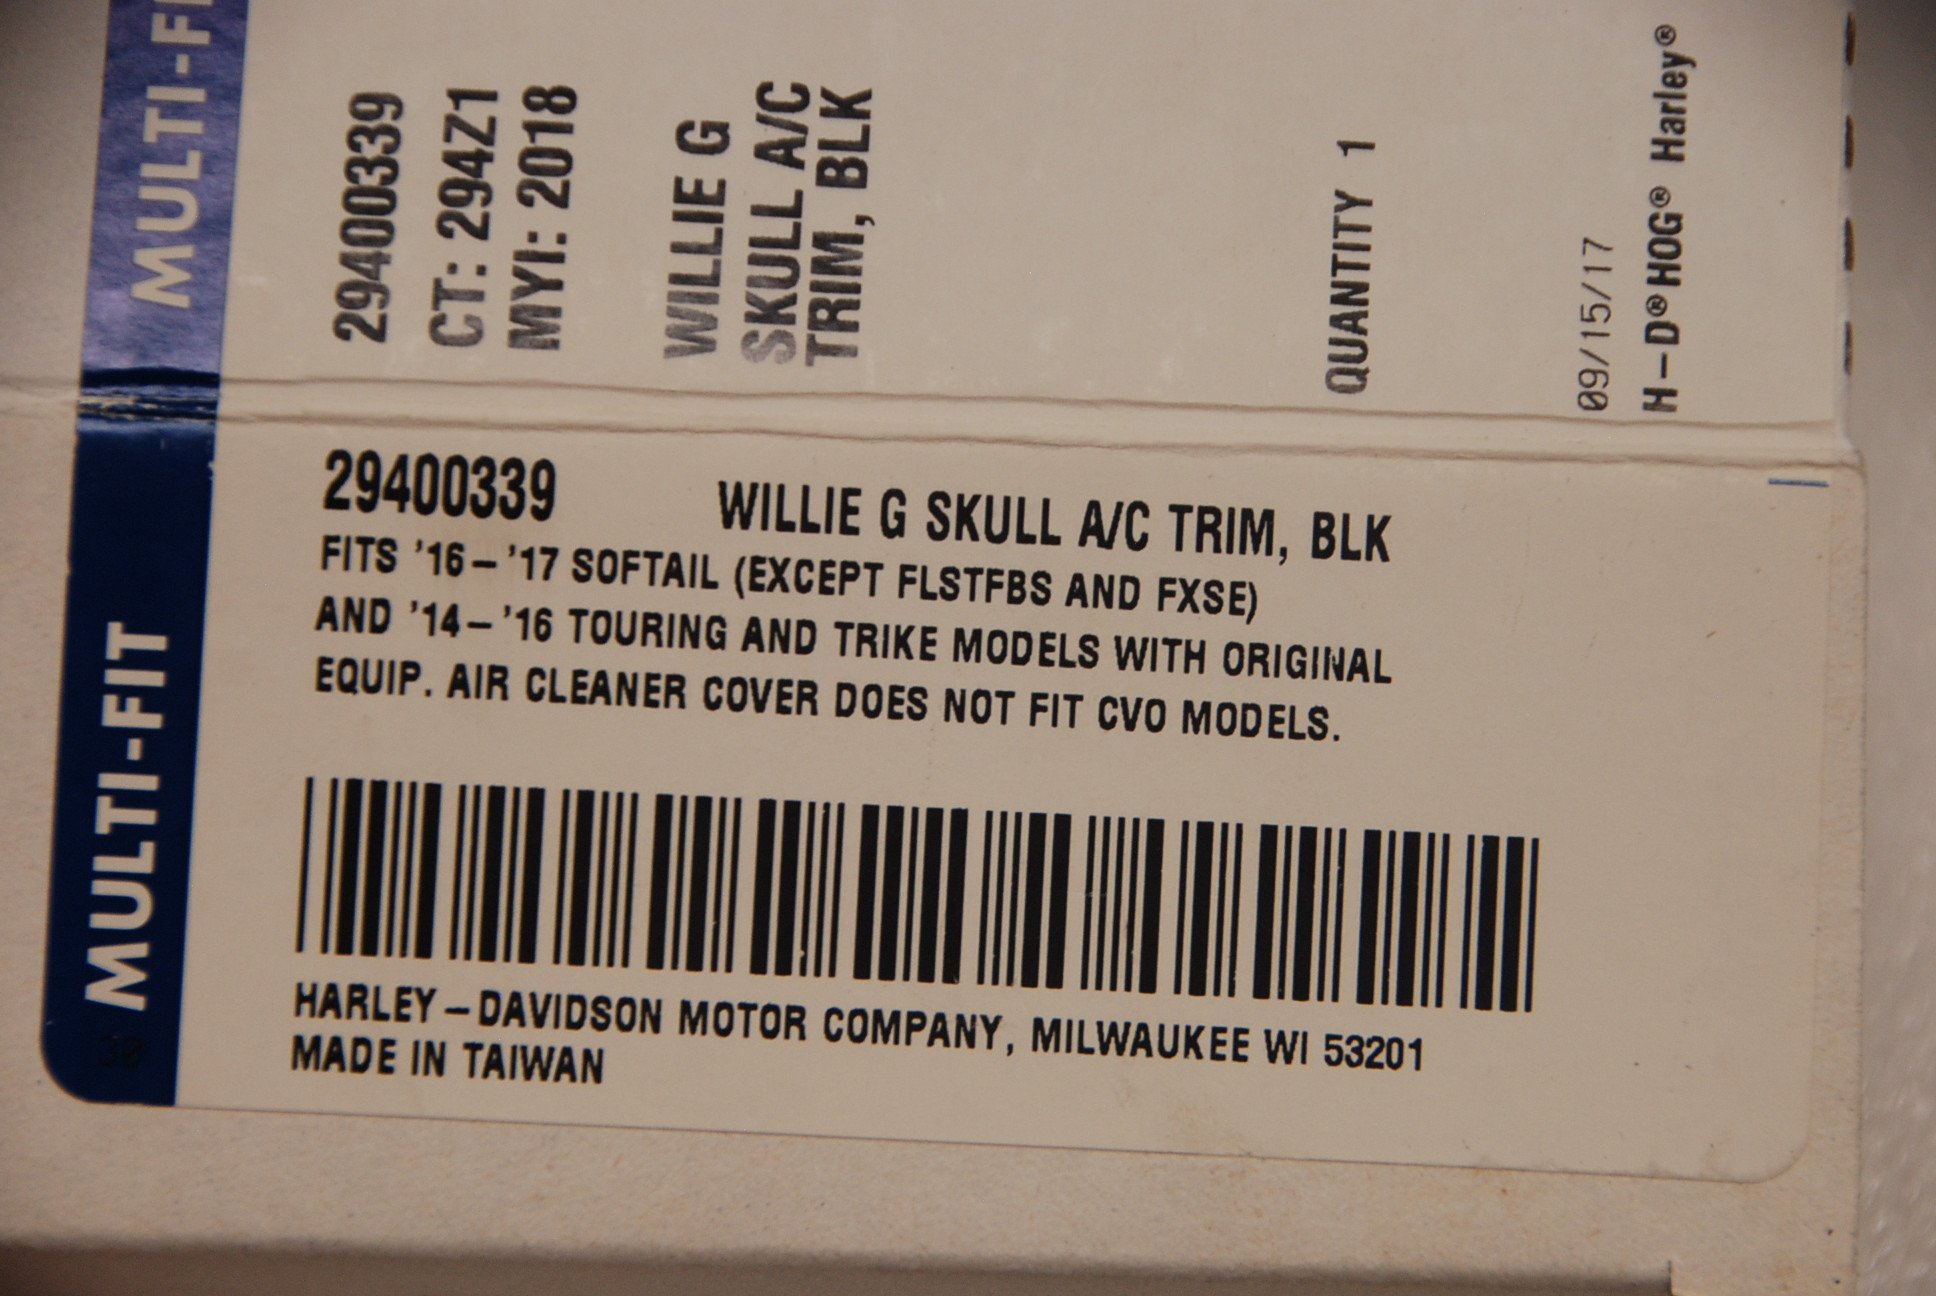 MULTI-FI
29400339
CT: 294Z1
MYI: 2018
WILLIE G
SKULL A/C
TRIM, BLK
QUANTITY 1
09/15/17
H-D® HOG® Harley®
MULTI-FIT
29400339 WILLIE G SKULL A/C TRIM, BLK
FITS '16-'17 SOFTAIL (EXCEPT FLSTFBS AND FXSE)
AND '14-'16 TOURING AND TRIKE MODELS WITH ORIGINAL
EQUIP. AIR CLEANER COVER DOES NOT FIT CVO MODELS.
HARLEY-DAVIDSON MOTOR COMPANY, MILWAUKEE WI 53201
MADE IN TAIWAN